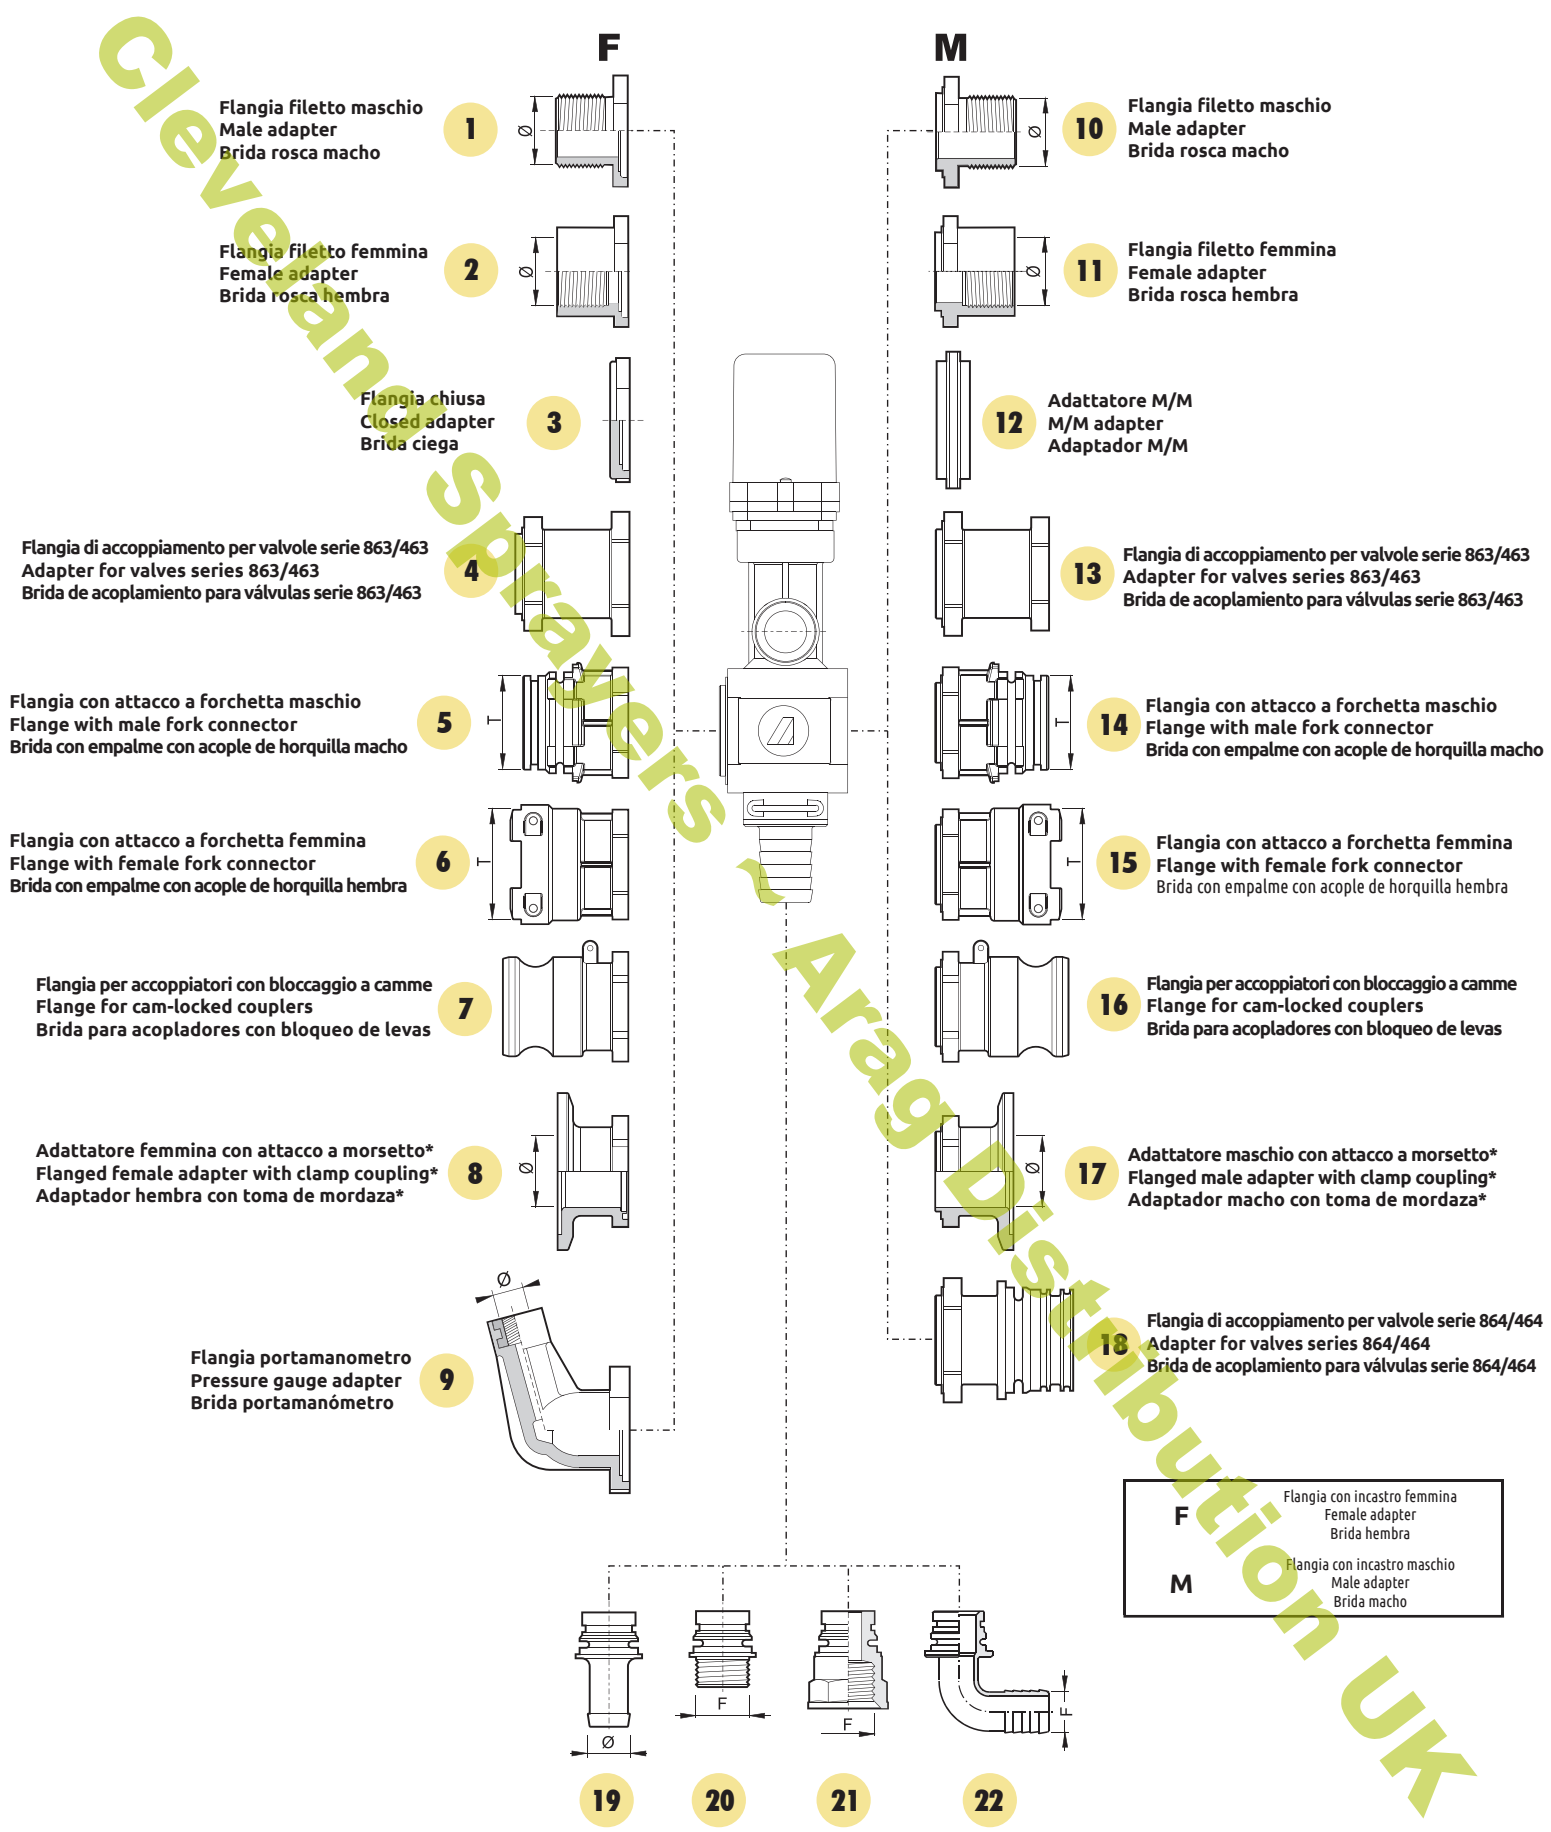 F
M
Flangia filetto maschio
Male adapter
Brida rosca macho
1
Ø
Ø
10
Flangia filetto maschio
Male adapter
Brida rosca macho
Flangia filetto femmina
Female adapter
Brida rosca hembra
2
Ø
Ø
11
Flangia filetto femmina
Female adapter
Brida rosca hembra
Flangia chiusa
Closed adapter
Brida ciega
3
12
Adattatore M/M
M/M adapter
Adaptador M/M
Flangia di accoppiamento per valvole serie 863/463
Adapter for valves series 863/463
Brida de acoplamiento para válvulas serie 863/463
4
13
Flangia di accoppiamento per valvole serie 863/463
Adapter for valves series 863/463
Brida de acoplamiento para válvulas serie 863/463
Flangia con attacco a forchetta maschio
Flange with male fork connector
Brida con empalme con acople de horquilla macho
5
T
T
14
Flangia con attacco a forchetta maschio
Flange with male fork connector
Brida con empalme con acople de horquilla macho
Flangia con attacco a forchetta femmina
Flange with female fork connector
Brida con empalme con acople de horquilla hembra
6
T
T
15
Flangia con attacco a forchetta femmina
Flange with female fork connector
Brida con empalme con acople de horquilla hembra
Flangia per accoppiatori con bloccaggio a camme
Flange for cam-locked couplers
Brida para acopladores con bloqueo de levas
7
16
Flangia per accoppiatori con bloccaggio a camme
Flange for cam-locked couplers
Brida para acopladores con bloqueo de levas
Adattatore femmina con attacco a morsetto*
Flanged female adapter with clamp coupling*
Adaptador hembra con toma de mordaza*
8
Ø
Ø
17
Adattatore maschio con attacco a morsetto*
Flanged male adapter with clamp coupling*
Adaptador macho con toma de mordaza*
Flangia portamanometro
Pressure gauge adapter
Brida portamanómetro
9
Ø
18
Flangia di accoppiamento per valvole serie 864/464
Adapter for valves series 864/464
Brida de acoplamiento para válvulas serie 864/464
F
Flangia con incastro femmina
Female adapter
Brida hembra
M
Flangia con incastro maschio
Male adapter
Brida macho
Ø
F
F
F
19
20
21
22
Cleveland Sprayers ~ Arag Distribution UK